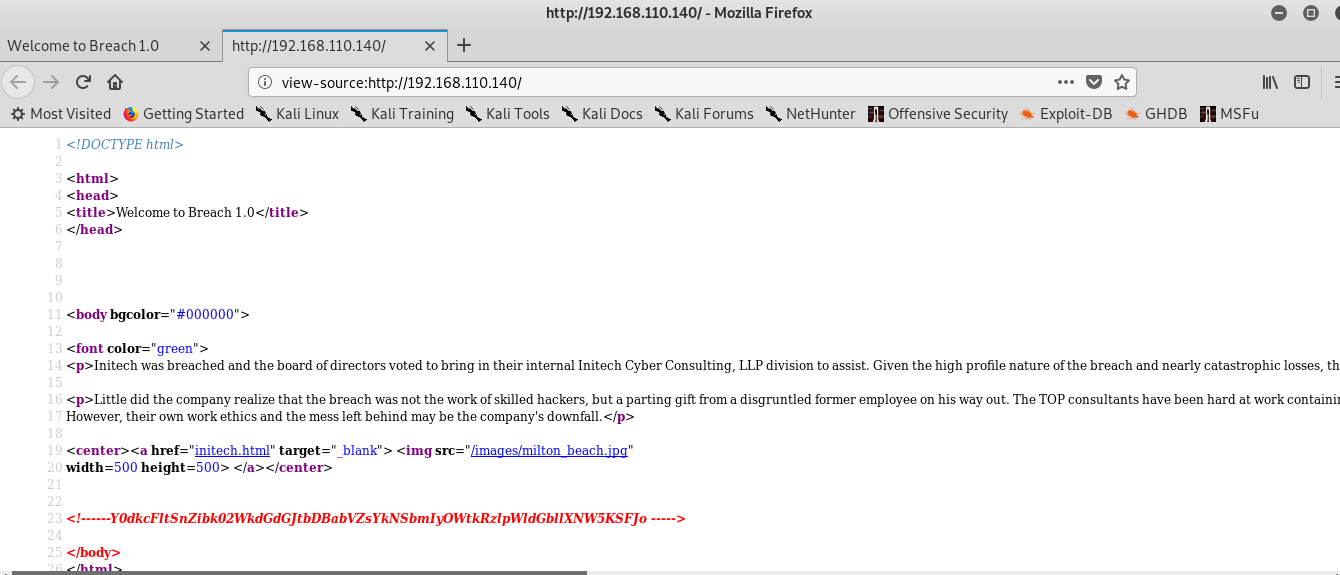 http://192.168.110.140/ - Mozilla Firefox
Welcome to Breach 1.0 http://192.168.110.140/
view-source:http://192.168.110.140/
Most Visited Getting Started Kali Linux Kali Training Kali Tools Kali Docs Kali Forums NetHunter Offensive Security Exploit-DB GHDB MSFu
1 <!DOCTYPE html>
2
3 <html>
4 <head>
5 <title>Welcome to Breach 1.0</title>
6 </head>
7
8
9
10
11 <body bgcolor="#000000">
12
13 <font color="green">
14 <p>Initech was breached and the board of directors voted to bring in their internal Initech Cyber Consulting, LLP division to assist. Given the high profile nature of the breach and nearly catastrophic losses, th
15
16 <p>Little did the company realize that the breach was not the work of skilled hackers, but a parting gift from a disgruntled former employee on his way out. The TOP consultants have been hard at work containi
17 However, their own work ethics and the mess left behind may be the company's downfall.</p>
18
19 <center><a href="initech.html" target="_blank"> <img src="/images/milton_beach.jpg"
20 width=500 height=500> </a></center>
21
22
23 <!------Y0dkcFltSnZibk02WkdGdGJtbDBabVZsYkNSbmIyOWtkRzlpWldGbllXNW5KSFJo ----->
24
25 </body>
26 </html>